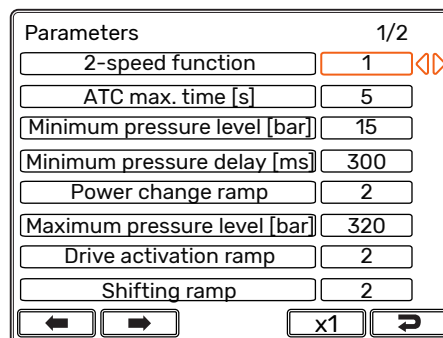 Parameters 1/2
2-speed function 1
ATC max. time [s] 5
Minimum pressure level [bar] 15
Minimum pressure delay [ms] 300
Power change ramp 2
Maximum pressure level [bar] 320
Drive activation ramp 2
Shifting ramp 2
x1